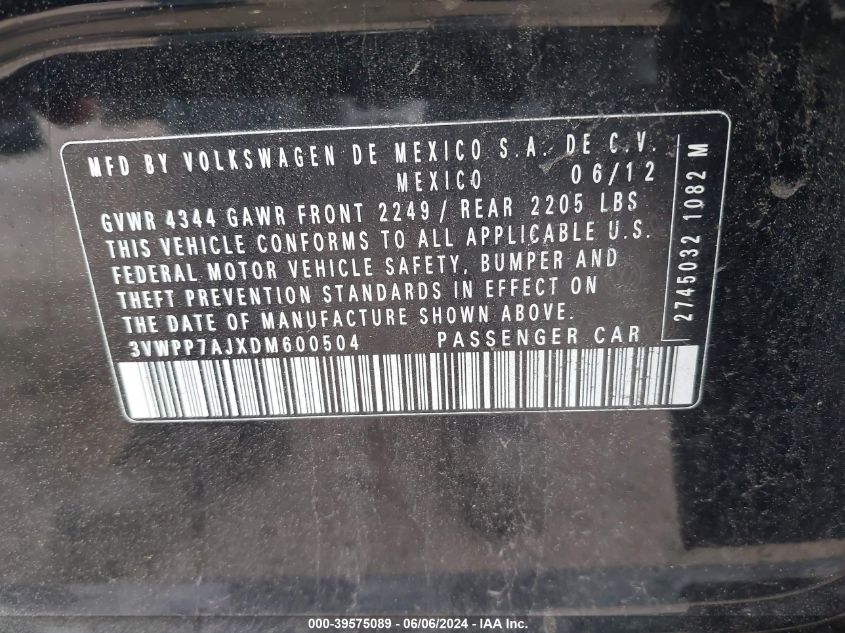 MFD BY VOLKSWAGEN DE MEXICO S.A. DE C.V.
MEXICO 06/12
GVWR 4344 GAWR FRONT 2249/ REAR 2205 LBS
THIS VEHICLE CONFORMS TO ALL APPLICABLE U.S.
FEDERAL MOTOR VEHICLE SAFETY, BUMPER AND
THEFT PREVENTION STANDARDS IN EFFECT ON
THE DATE OF MANUFACTURE SHOWN ABOVE.
3VWPP7AJXDM600504 PASSENGER CAR
2745032 1082 M
000-39575089 - 06/06/2024 - IAA Inc.